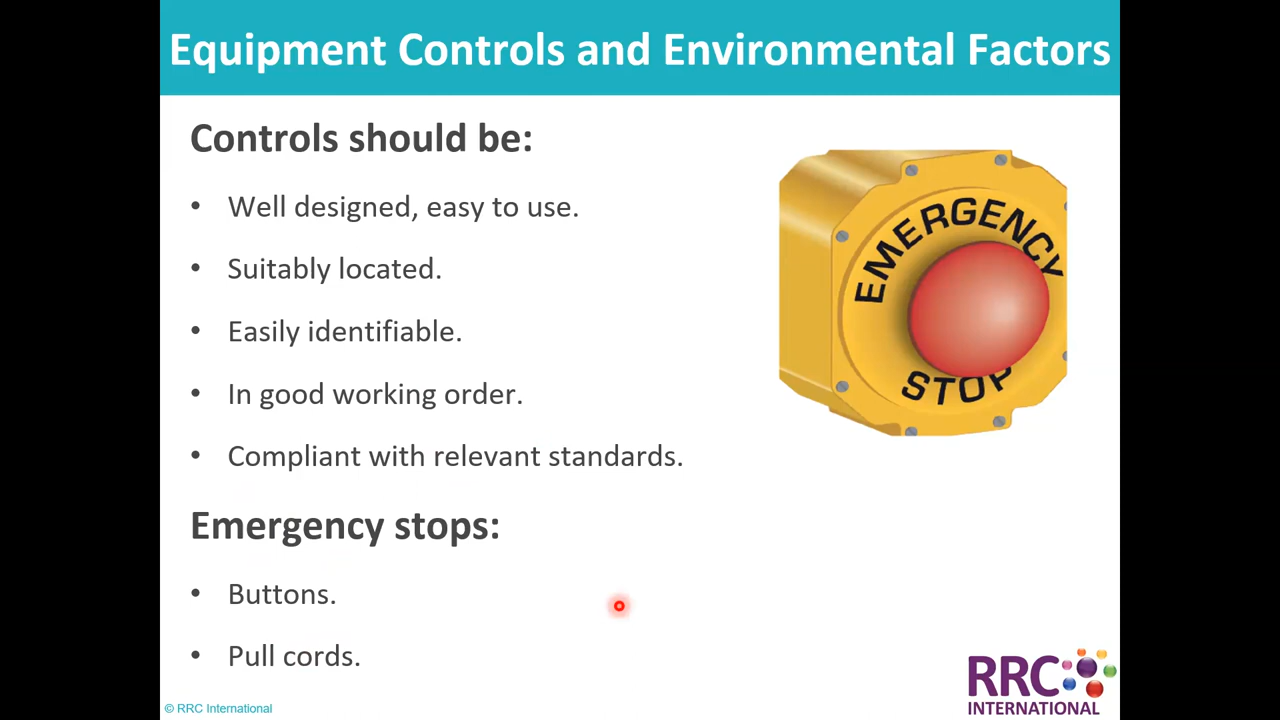 Equipment Controls and Environmental Factors
Controls should be:
• Well designed, easy to use.
• Suitably located.
• Easily identifiable.
• In good working order.
• Compliant with relevant standards.
EMERGENCY
STOP
Emergency stops:
• Buttons.
• Pull cords.
© RRC International
RRC
INTERNATIONAL